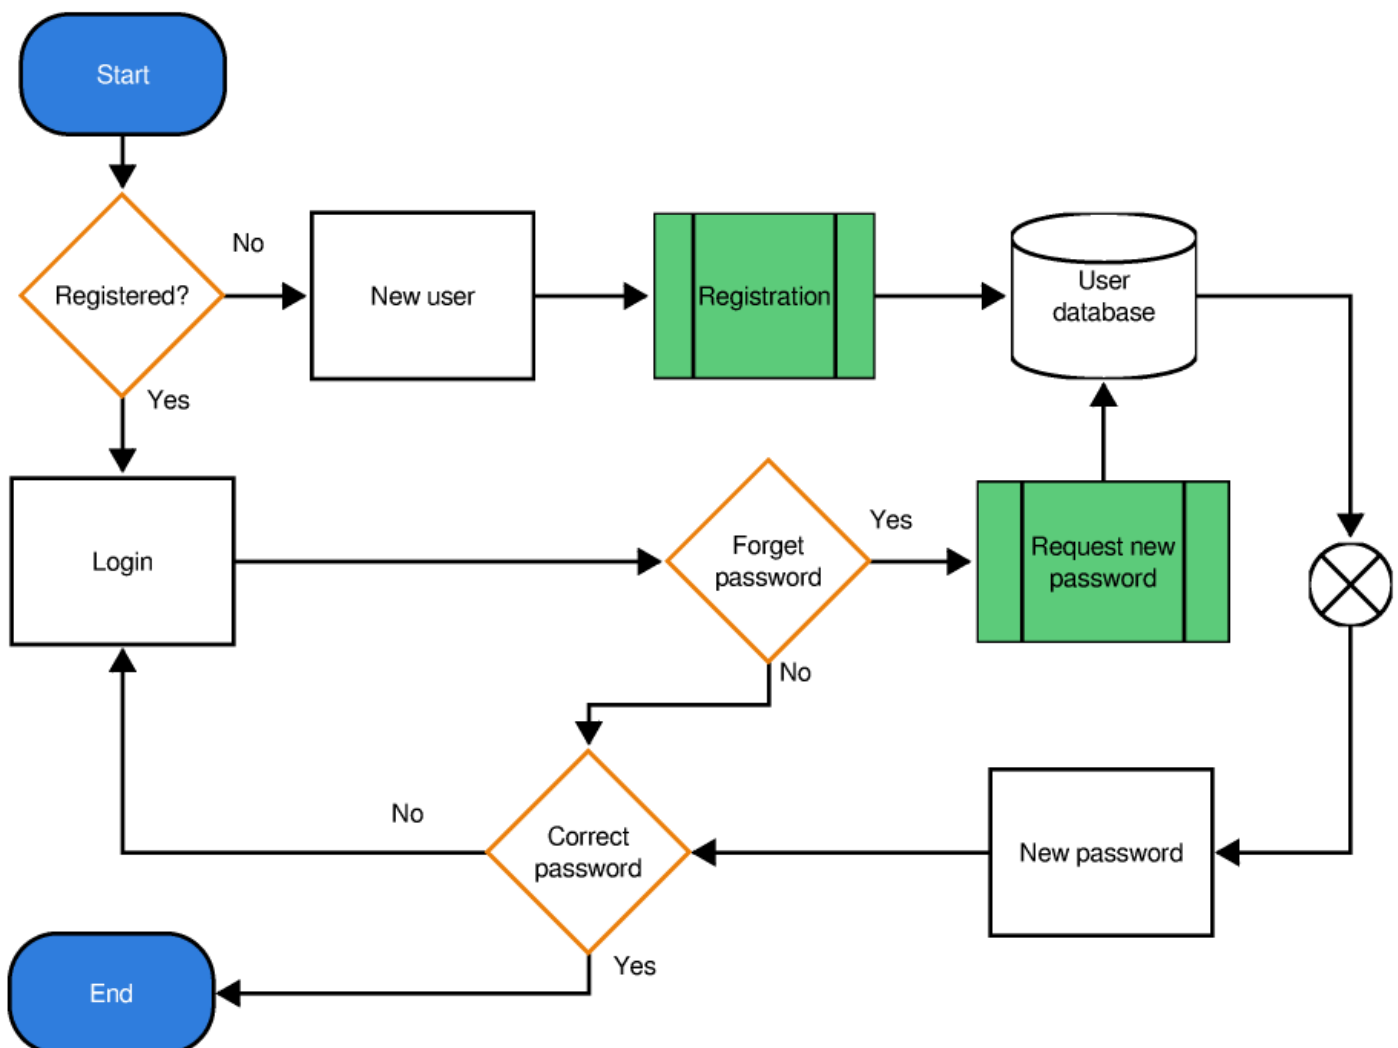 Start
No
Registered?
New user
Registration
User
database
Yes
Login
Forget
password
Yes
Request new
password
No
No
Correct
password
New password
Yes
End